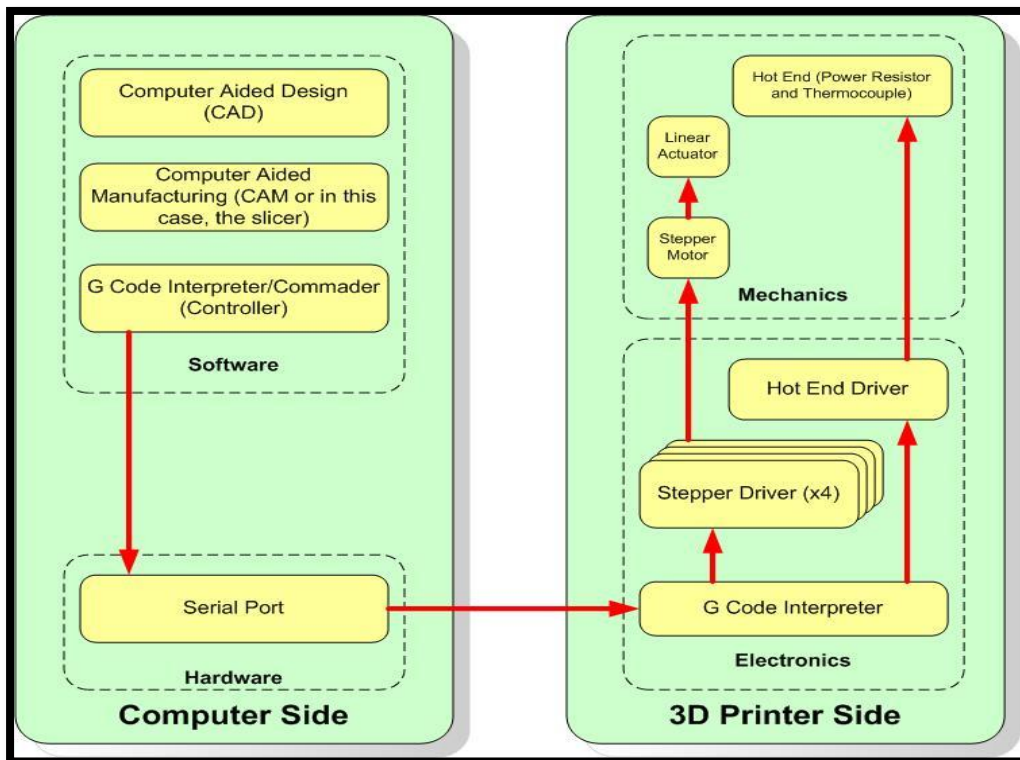 Computer Aided Design
(CAD)
Computer Aided
Manufacturing (CAM or in this
case, the slicer)
G Code Interpreter/Commader
(Controller)
Software
Serial Port
Hardware
Computer Side
Hot End (Power Resistor
and Thermocouple)
Linear
Actuator
Stepper
Motor
Mechanics
Hot End Driver
Stepper Driver (x4)
G Code Interpreter
Electronics
3D Printer Side